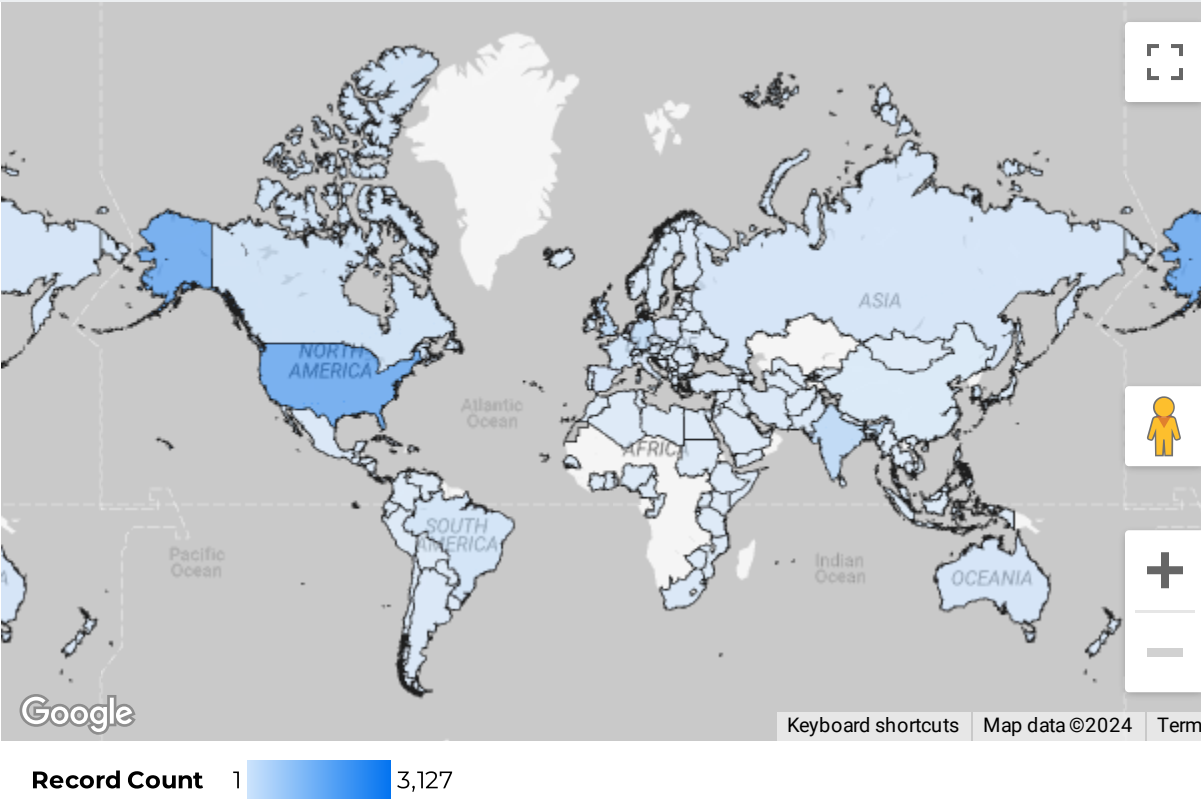 ASIA
NORTH
AMERICA
Atlantic
Ocean
AFRICA
SOUTH
AMERICA
Pacific
Ocean
Indian
Ocean
OCEANIA
Google
Keyboard shortcuts
Map data ©2024
Term
Record Count 1 3,127